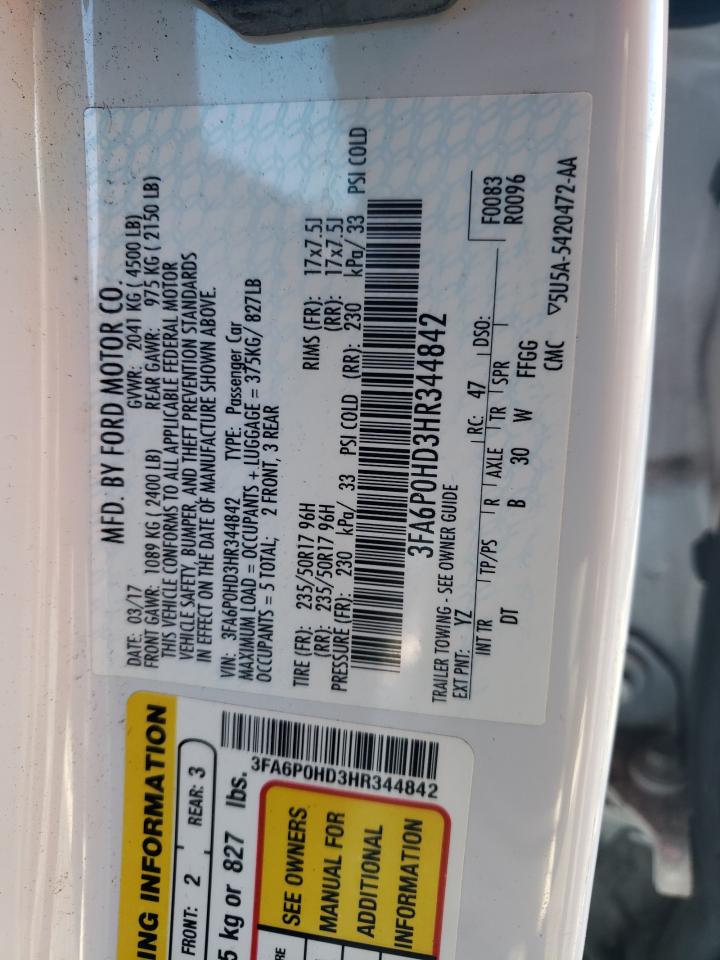 MFD. BY FORD MOTOR CO.
DATE: 03/17 GVWR: 2041 KG ( 4500 LB)
FRONT GAWR: 1089 KG ( 2400 LB) REAR GAWR: 975 KG ( 2150 LB)
THIS VEHICLE CONFORMS TO ALL APPLICABLE FEDERAL MOTOR
VEHICLE SAFETY, BUMPER, AND THEFT PREVENTION STANDARDS
IN EFFECT ON THE DATE OF MANUFACTURE SHOWN ABOVE.
VIN: 3FA6P0HD3HR344842 TYPE: Passenger Car
MAXIMUM LOAD = OCCUPANTS + LUGGAGE = 375KG/ 827LB
OCCUPANTS = 5 TOTAL; 2 FRONT, 3 REAR
TIRE (FR): 235/50R17 96H RIMS (FR): 17x7.5J
(RR): 235/50R17 96H (RR): 17x7.5J
PRESSURE (FR): 230 kPa/ 33 PSI COLD (RR): 230 kPa/ 33 PSI COLD
3FA6P0HD3HR344842
TRAILER TOWING - SEE OWNER GUIDE
EXT PNT: YZ RC: 47 DSO: F0083
R0096
INT TR TP/PS R AXLE TR SPR
DT B 30 W FFGG
CMC ▽5U5A-5420472-AA
ING INFORMATION
FRONT: 2 REAR: 3
5 kg or 827 lbs.
3FA6P0HD3HR344842
SEE OWNERS
MANUAL FOR
ADDITIONAL
INFORMATION